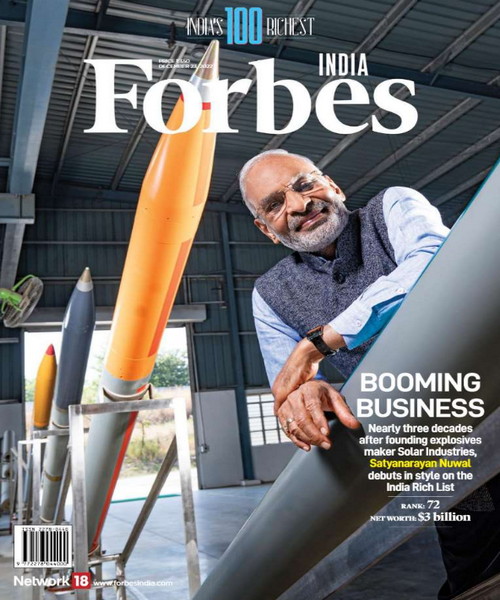 INDIA'S 100 RICHEST
PRICE ₹150
DECEMBER 23, 2022
Forbes INDIA
BOOMING
BUSINESS
Nearly three decades
after founding explosives
maker Solar Industries,
Satyanarayan Nuwal
debuts in style on the
India Rich List
RANK: 72
NET WORTH: $3 billion
Network 18 www.forbesindia.com